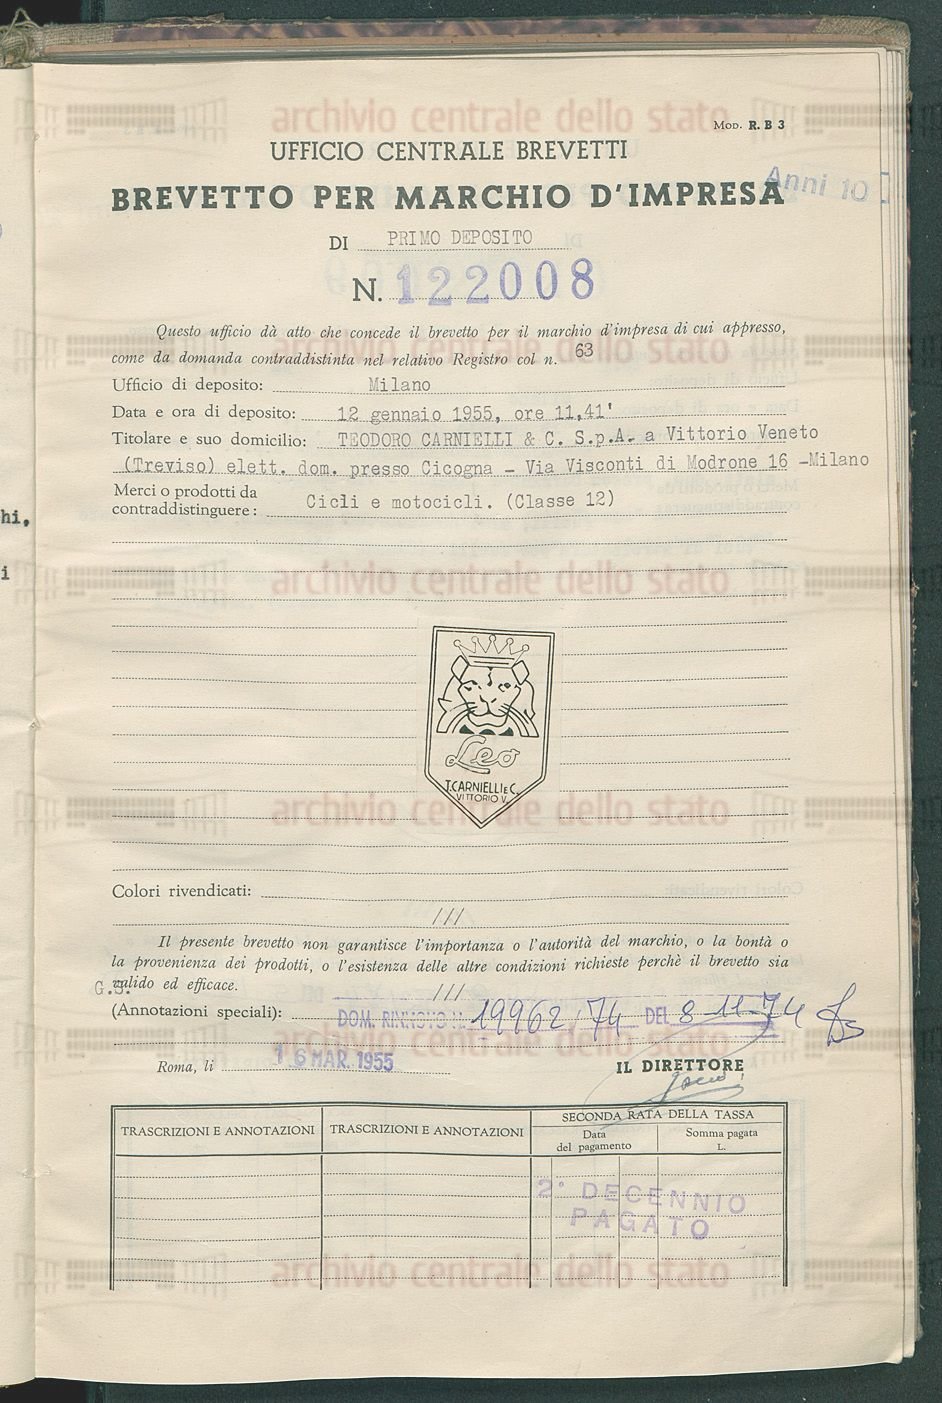 hi,
i
archivio centrale dello stato
MOD. R. B 3
UFFICIO CENTRALE BREVETTI
BREVETTO PER MARCHIO D'IMPRESA
Anni 10
DI PRIMO DEPOSITO
N. 122008
Questo ufficio dà atto che concede il brevetto per il marchio d'impresa di cui appresso,
archivio centrale dello stato
come da domanda contraddistinta nel relativo Registro col n. 63
Ufficio di deposito: Milano
Data e ora di deposito: 12 gennaio 1955, ore 11,41'
Titolare e suo domicilio: TEODORO CARNIELLI & C. S.p.A. a Vittorio Veneto
(Treviso) elett. dom. presso Cicogna - Via Visconti di Modrone 16 -Milano
Merci o prodotti da
contraddistinguere: Cicli e motocicli. (Classe 12)
archivio centrale dello stato
Leo
T. CARNIELLI E C.
VITTORIO V.
archivio centrale dello stato
Colori rivendicati:
///
Il presente brevetto non garantisce l'importanza o l'autorità del marchio, o la bontà o
la provenienza dei prodotti, o l'esistenza delle altre condizioni richieste perchè il brevetto sia
G.S. valido ed efficace.
///
(Annotazioni speciali): DOM. 19962/74 DEL 8-11-74
archivio centrale dello stato
Roma, li 16 MAR. 1955 IL DIRETTORE
TRASCRIZIONI E ANNOTAZIONI TRASCRIZIONI E ANNOTAZIONI SECONDA RATA DELLA TASSA
Data del pagamento Somma pagata L.
2° DECENNIO
PAGATO
archivio centrale dello stato